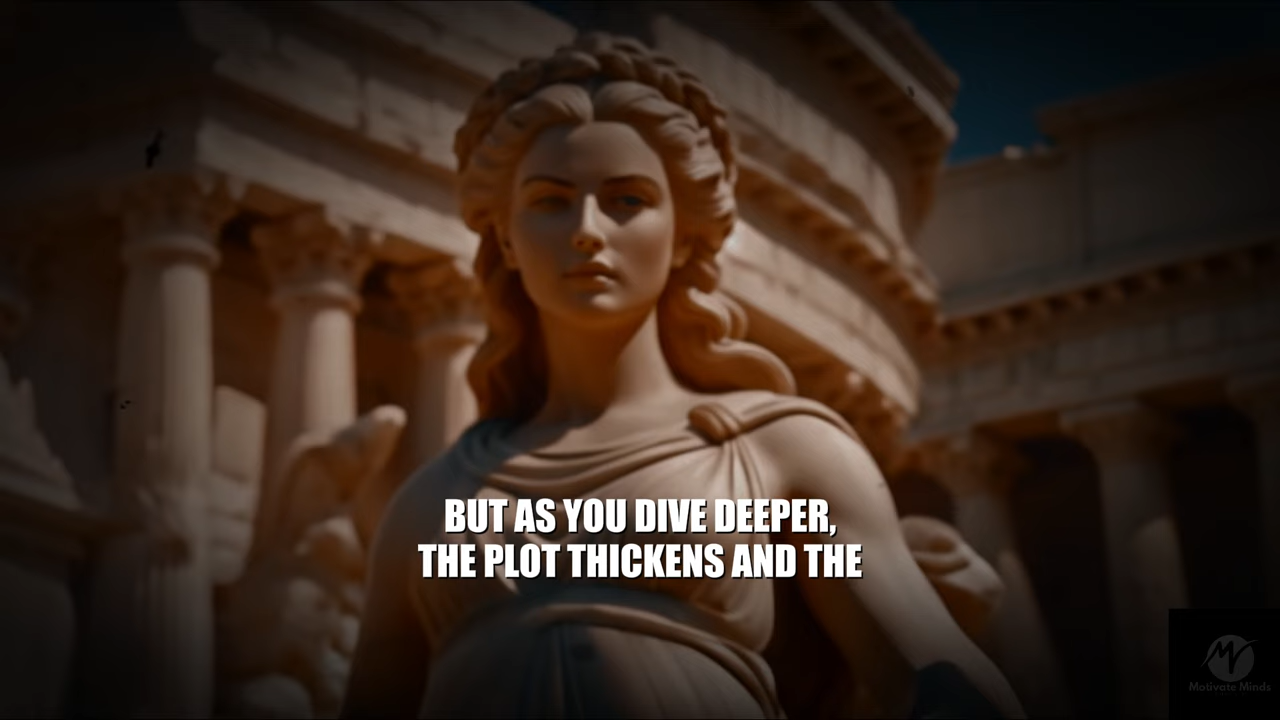 BUT AS YOU DIVE DEEPER,
THE PLOT THICKENS AND THE
Motivate Minds